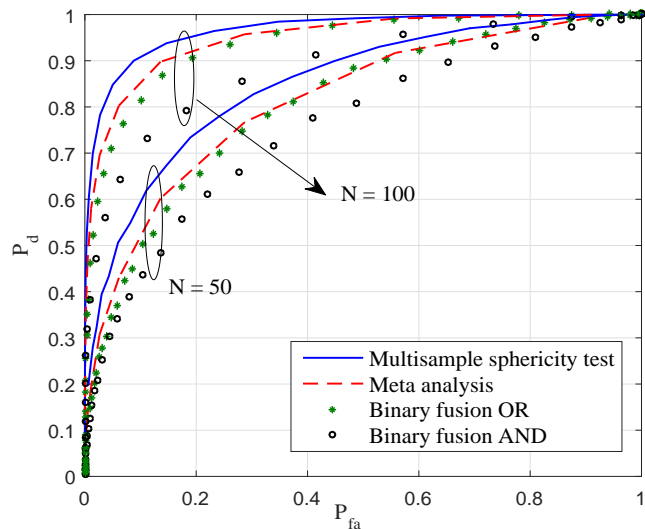 1
0.9
0.8
0.7
0.6
0.5
0.4
0.3
0.2
0.1
0
P_d
N = 100
N = 50
Multisample sphericity test
Meta analysis
Binary fusion OR
Binary fusion AND
0 0.2 0.4 0.6 0.8 1
P_fa